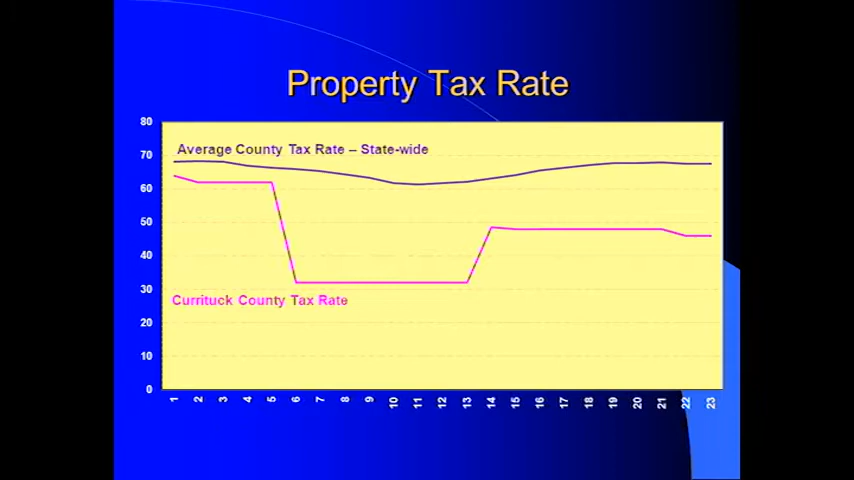 Property Tax Rate
80
Average County Tax Rate – State-wide
70
60
50
40
30
Currituck County Tax Rate
20
10
0
1 2 3 4 5 6 7 8 9 10 11 12 13 14 15 16 17 18 19 20 21 22 23